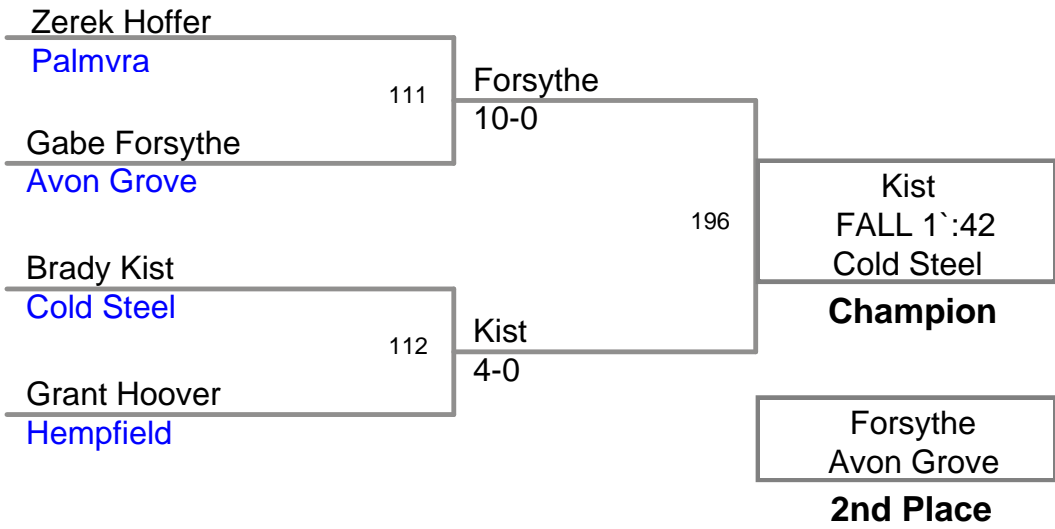 Zerek Hoffer
Palmvra
111
Forsythe
10-0
Gabe Forsythe
Avon Grove
196
Kist
FALL 1`:42
Cold Steel
Champion
Brady Kist
Cold Steel
112
Kist
4-0
Grant Hoover
Hempfield
Forsythe
Avon Grove
2nd Place